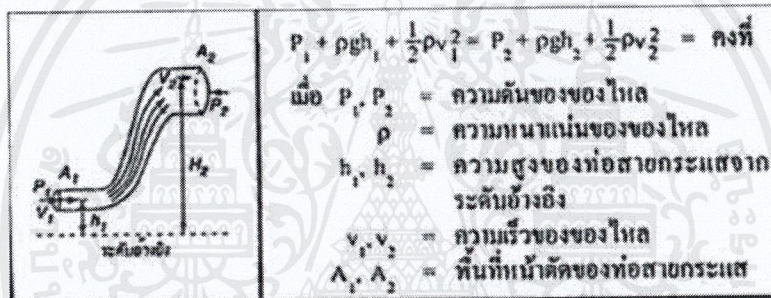 A₂
V₂
P₂
H₂
A₁
P₁
V₁
h₁
ระดับอ้างอิง
P₁ + ρgh₁ + ½ρv₁² = P₂ + ρgh₂ + ½ρv₂² = คงที่
เมื่อ P₁, P₂ = ความดันของของไหล
ρ = ความหนาแน่นของของไหล
h₁, h₂ = ความสูงของท่อสายกระแสจาก
ระดับอ้างอิง
v₁, v₂ = ความเร็วของของไหล
A₁, A₂ = พื้นที่หน้าตัดของท่อสายกระแส